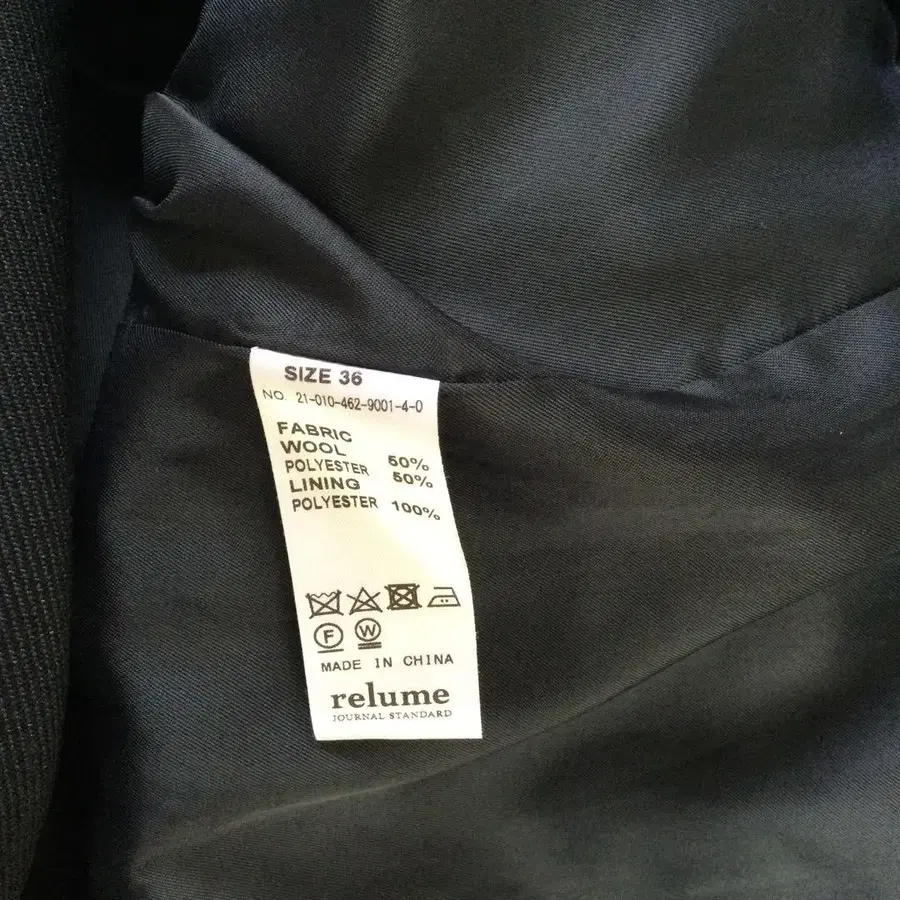 SIZE 36
NO. 21-010-462-9001-4-0
FABRIC
WOOL 50%
POLYESTER 50%
LINING
POLYESTER 100%
F W
MADE IN CHINA
relume
JOURNAL STANDARD